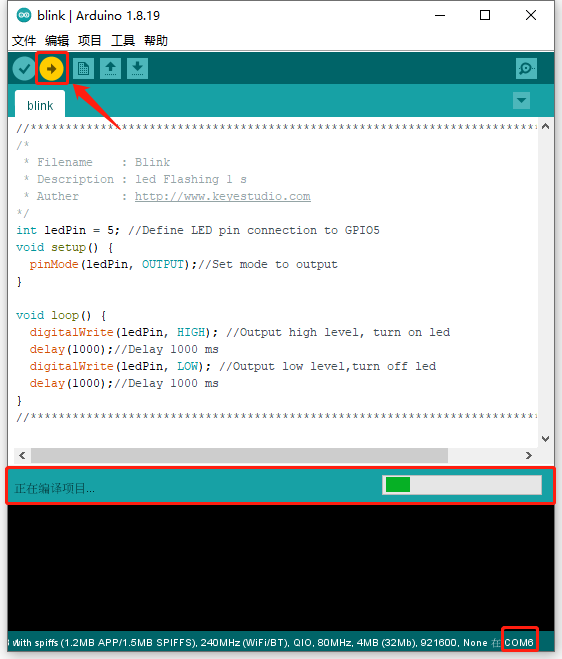 blink | Arduino 1.8.19
文件 编辑 项目 工具 帮助
blink
//*************************************************************************
/*
 * Filename    : Blink
 * Description : led Flashing 1 s
 * Auther      : http://www.keyestudio.com
*/
int ledPin = 5; //Define LED pin connection to GPIO5
void setup() {
  pinMode(ledPin, OUTPUT);//Set mode to output
}
void loop() {
  digitalWrite(ledPin, HIGH); //Output high level, turn on led
  delay(1000);//Delay 1000 ms
  digitalWrite(ledPin, LOW); //Output low level,turn off led
  delay(1000);//Delay 1000 ms
}
//*************************************************************************
正在编译项目...
with spiffs (1.2MB APP/1.5MB SPIFFS), 240MHz (WiFi/BT), QIO, 80MHz, 4MB (32Mb), 921600, None 在 COM6